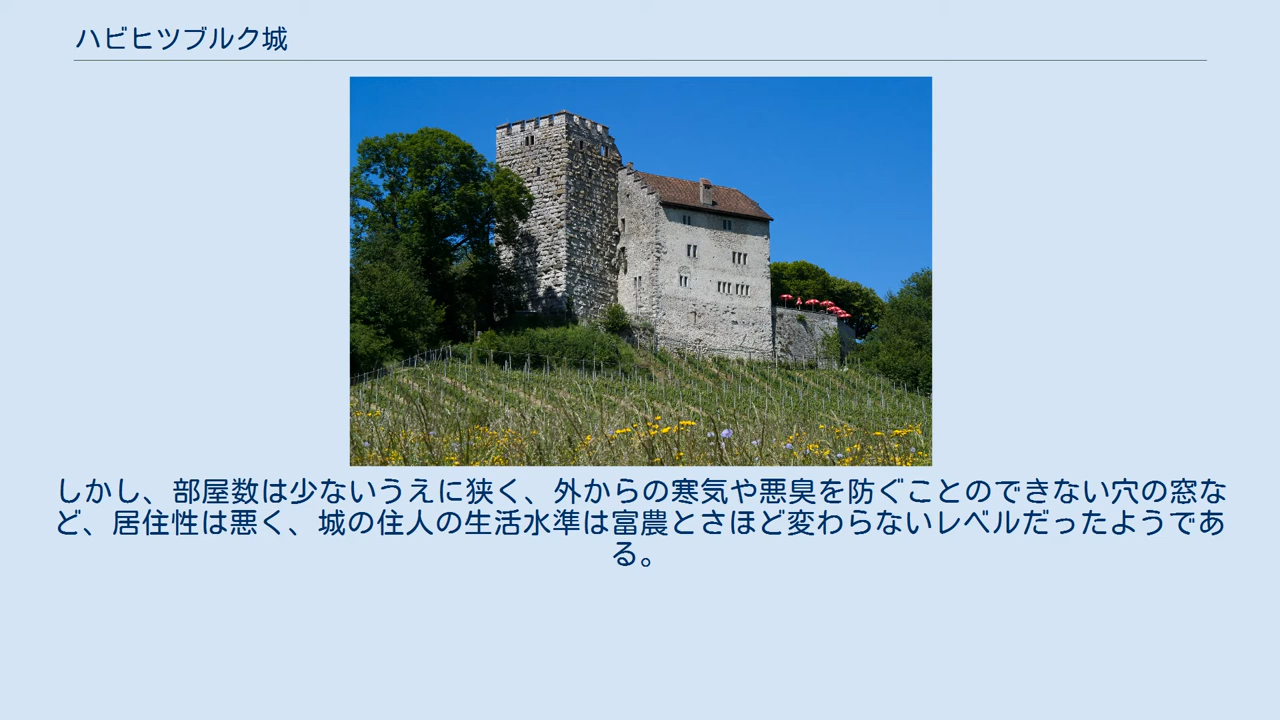 ハビヒツブルク城
しかし、部屋数は少ないうえに狭く、外からの寒気や悪臭を防ぐことのできない穴の窓な
ど、居住性は悪く、城の住人の生活水準は富農とさほど変わらないレベルだったようであ
る。